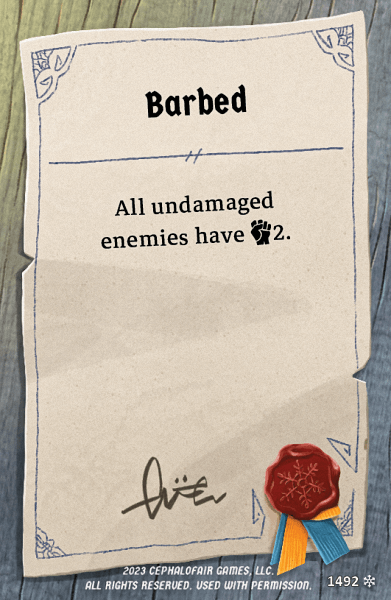 Barbed
All undamaged
enemies have 2.
2023 CEPHALOFAIR GAMES, LLC.
ALL RIGHTS RESERVED. USED WITH PERMISSION.
1492